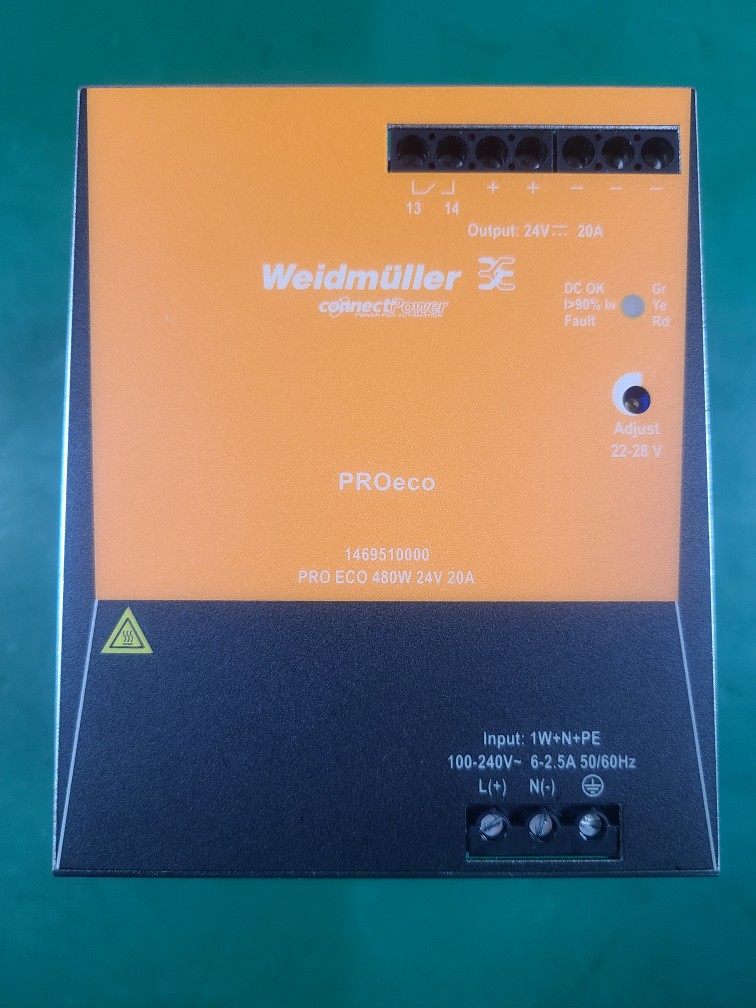 + + − − −
13 14
Output: 24V⎓ 20A
Weidmüller
connectPower
POWER FOR AUTOMATION
DC OK Gr
I>90% IN Ye
Fault Rd
Adjust
22-28 V
PROeco
1469510000
PRO ECO 480W 24V 20A
Input: 1W+N+PE
100-240V~ 6-2.5A 50/60Hz
L(+) N(-)